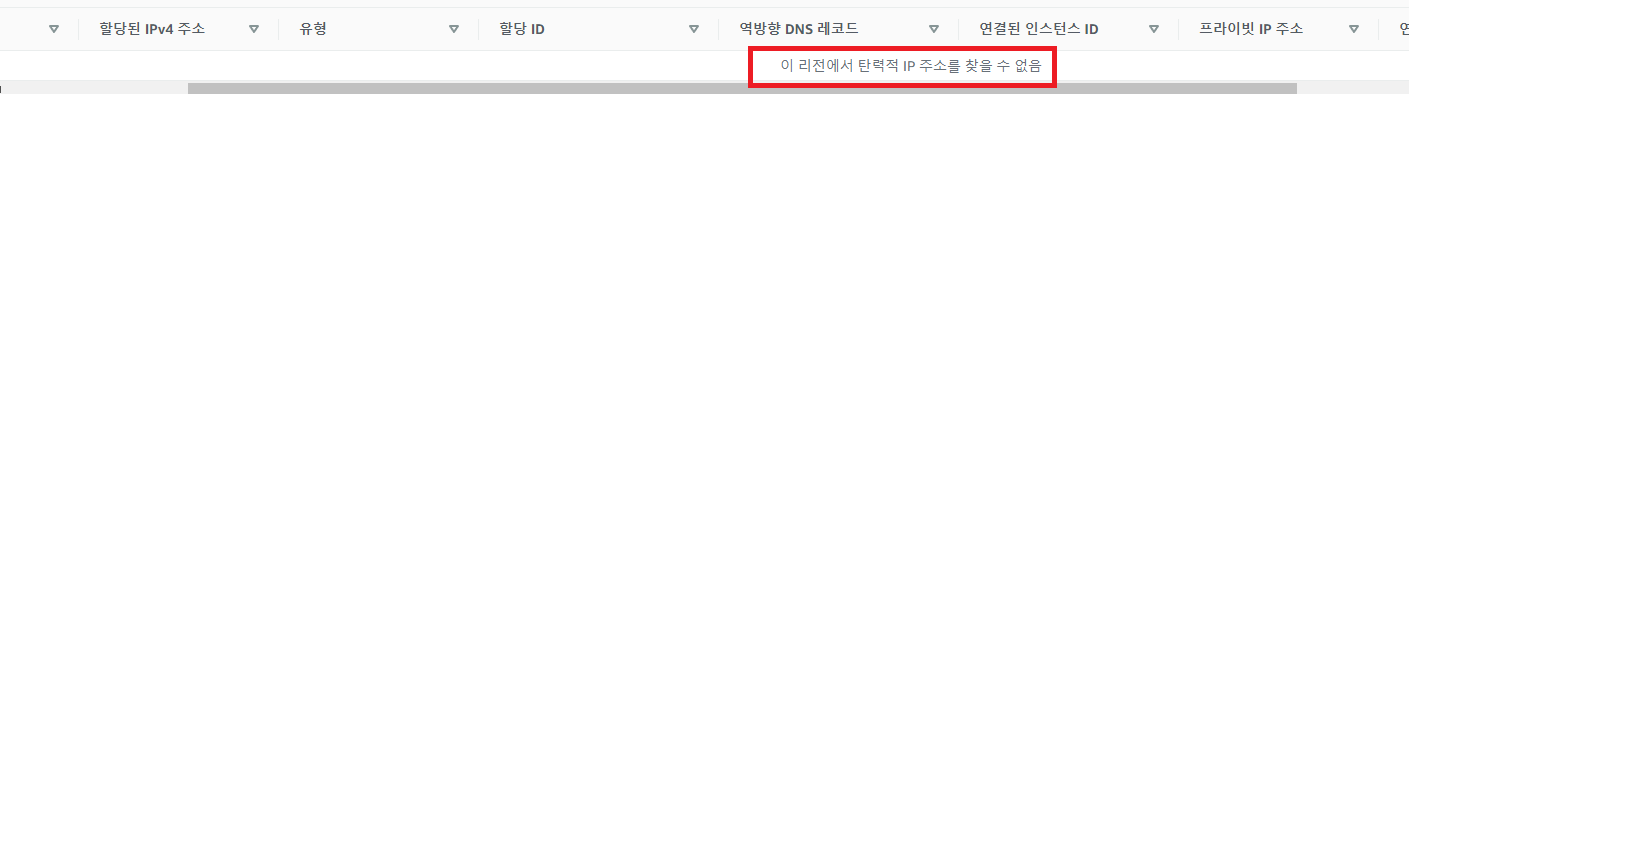 할당된 IPv4 주소 유형 할당 ID 역방향 DNS 레코드 연결된 인스턴스 ID 프라이빗 IP 주소
이 리전에서 탄력적 IP 주소를 찾을 수 없음